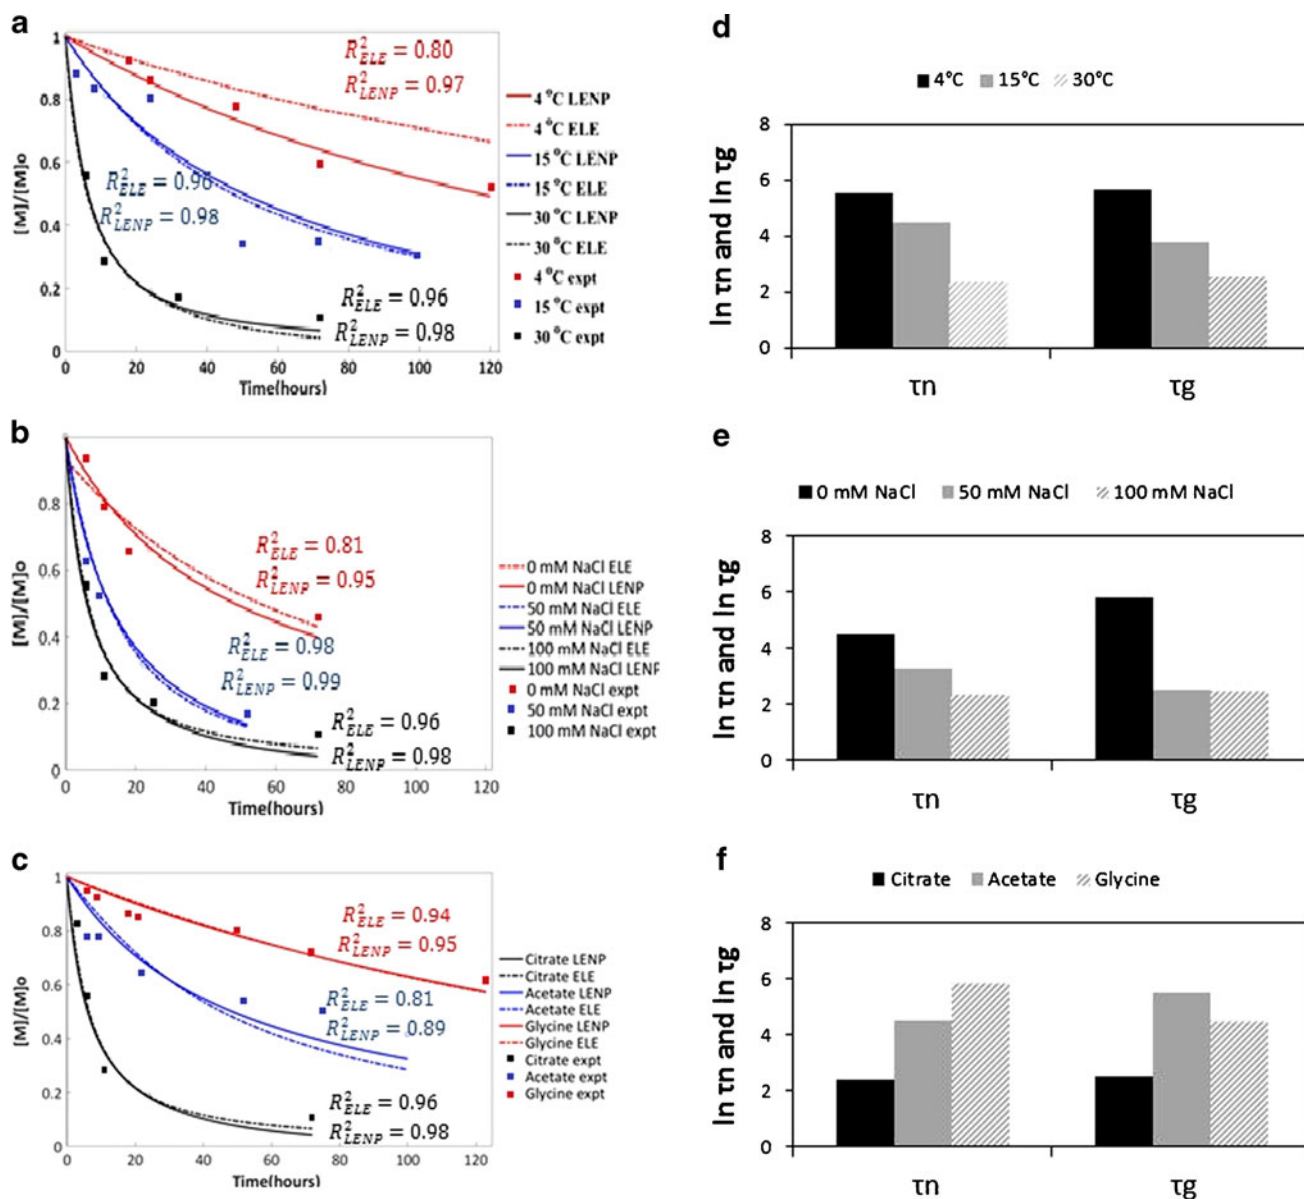 a
1
0.8
0.6
0.4
0.2
0
[M]/[M]o
0 20 40 60 80 100 120
Time(hours)
R²ELE = 0.80
R²LENP = 0.97
R²ELE = 0.96
R²LENP = 0.98
R²ELE = 0.96
R²LENP = 0.98
4 °C LENP
4 °C ELE
15 °C LENP
15 °C ELE
30 °C LENP
30 °C ELE
4 °C expt
15 °C expt
30 °C expt
d
4°C 15°C 30°C
8
6
4
2
0
ln τn and ln τg
τn τg
b
0.8
0.6
0.4
0.2
0
[M]/[M]o
0 20 40 60 80 100 120
Time(hours)
R²ELE = 0.81
R²LENP = 0.95
R²ELE = 0.98
R²LENP = 0.99
R²ELE = 0.96
R²LENP = 0.98
0 mM NaCl ELE
0 mM NaCl LENP
50 mM NaCl ELE
50 mM NaCl LENP
100 mM NaCl ELE
100 mM NaCl LENP
0 mM NaCl expt
50 mM NaCl expt
100 mM NaCl expt
e
0 mM NaCl 50 mM NaCl 100 mM NaCl
8
6
4
2
0
ln τn and ln τg
τn τg
c
1
0.8
0.6
0.4
0.2
0
[M]/[M]o
0 20 40 60 80 100 120
Time(hours)
R²ELE = 0.94
R²LENP = 0.95
R²ELE = 0.81
R²LENP = 0.89
R²ELE = 0.96
R²LENP = 0.98
Citrate LENP
Citrate ELE
Acetate LENP
Acetate ELE
Glycine LENP
Glycine ELE
Citrate expt
Acetate expt
Glycine expt
f
Citrate Acetate Glycine
8
6
4
2
0
ln τn and ln τg
τn τg